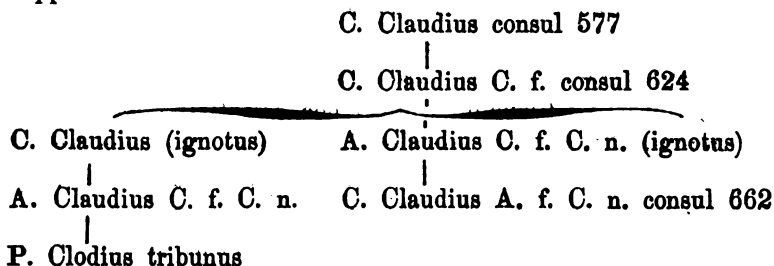 C. Claudius consul 577
C. Claudius C. f. consul 624
C. Claudius (ignotus) A. Claudius C. f. C. n. (ignotus)
A. Claudius C. f. C. n. C. Claudius A. f. C. n. consul 662
P. Clodius tribunus